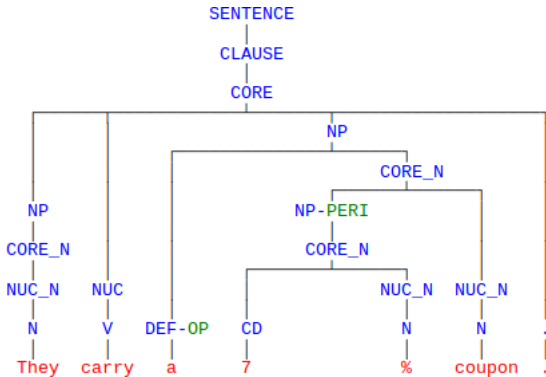 SENTENCE
CLAUSE
CORE
NP
CORE_N
NP NP-PERI
CORE_N CORE_N
NUC_N NUC NUC_N NUC_N
N V DEF-OP CD N N .
They carry a 7 % coupon .